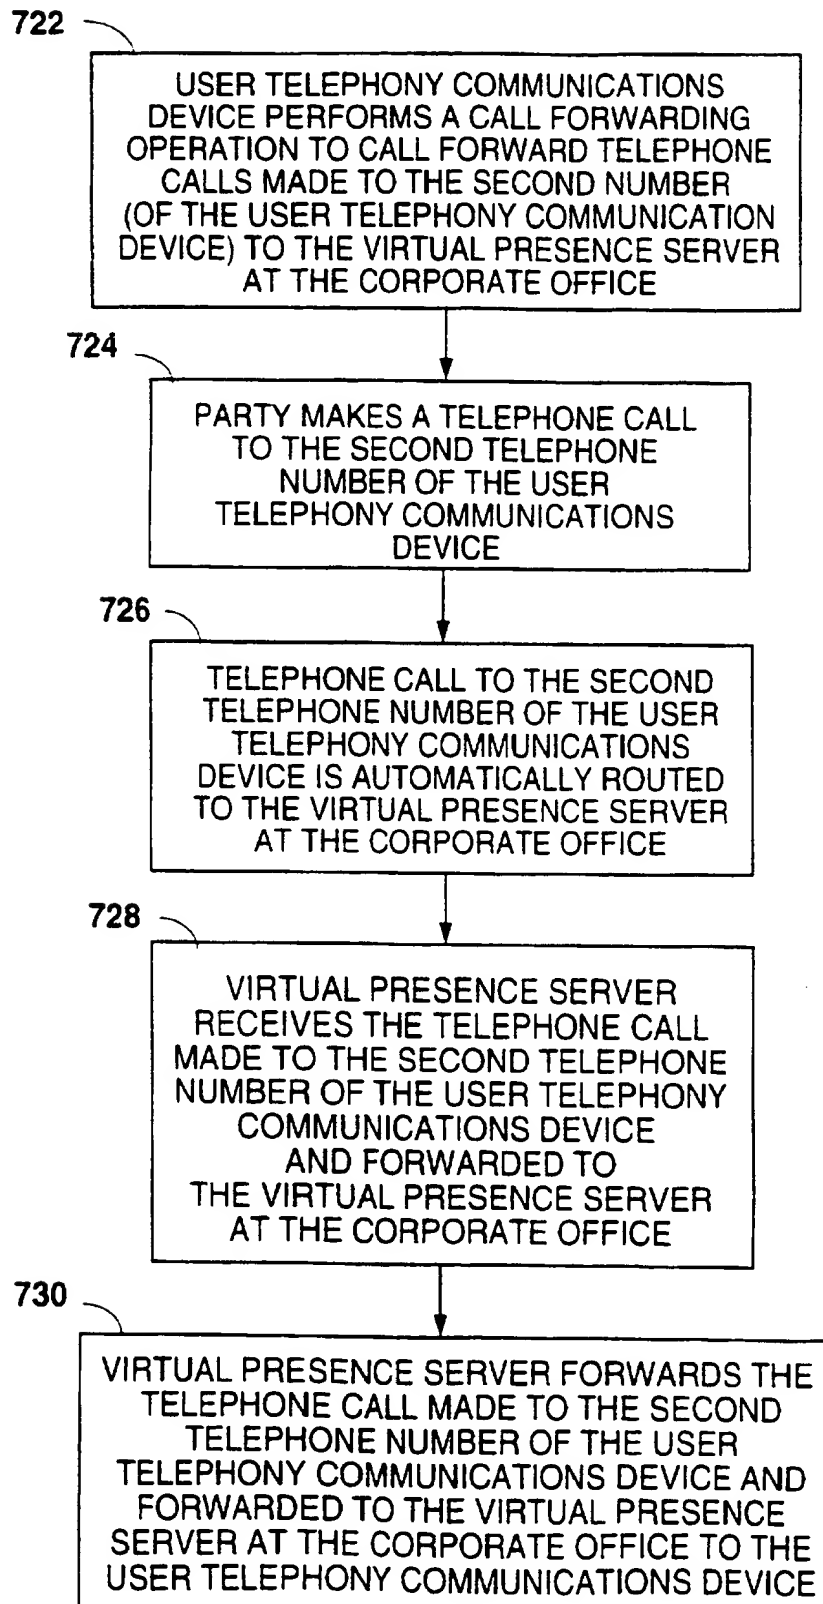 722
USER TELEPHONY COMMUNICATIONS
DEVICE PERFORMS A CALL FORWARDING
OPERATION TO CALL FORWARD TELEPHONE
CALLS MADE TO THE SECOND NUMBER
(OF THE USER TELEPHONY COMMUNICATION
DEVICE) TO THE VIRTUAL PRESENCE SERVER
AT THE CORPORATE OFFICE
724
PARTY MAKES A TELEPHONE CALL
TO THE SECOND TELEPHONE
NUMBER OF THE USER
TELEPHONY COMMUNICATIONS
DEVICE
726
TELEPHONE CALL TO THE SECOND
TELEPHONE NUMBER OF THE USER
TELEPHONY COMMUNICATIONS
DEVICE IS AUTOMATICALLY ROUTED
TO THE VIRTUAL PRESENCE SERVER
AT THE CORPORATE OFFICE
728
VIRTUAL PRESENCE SERVER
RECEIVES THE TELEPHONE CALL
MADE TO THE SECOND TELEPHONE
NUMBER OF THE USER TELEPHONY
COMMUNICATIONS DEVICE
AND FORWARDED TO
THE VIRTUAL PRESENCE SERVER
AT THE CORPORATE OFFICE
730
VIRTUAL PRESENCE SERVER FORWARDS THE
TELEPHONE CALL MADE TO THE SECOND
TELEPHONE NUMBER OF THE USER
TELEPHONY COMMUNICATIONS DEVICE AND
FORWARDED TO THE VIRTUAL PRESENCE
SERVER AT THE CORPORATE OFFICE TO THE
USER TELEPHONY COMMUNICATIONS DEVICE